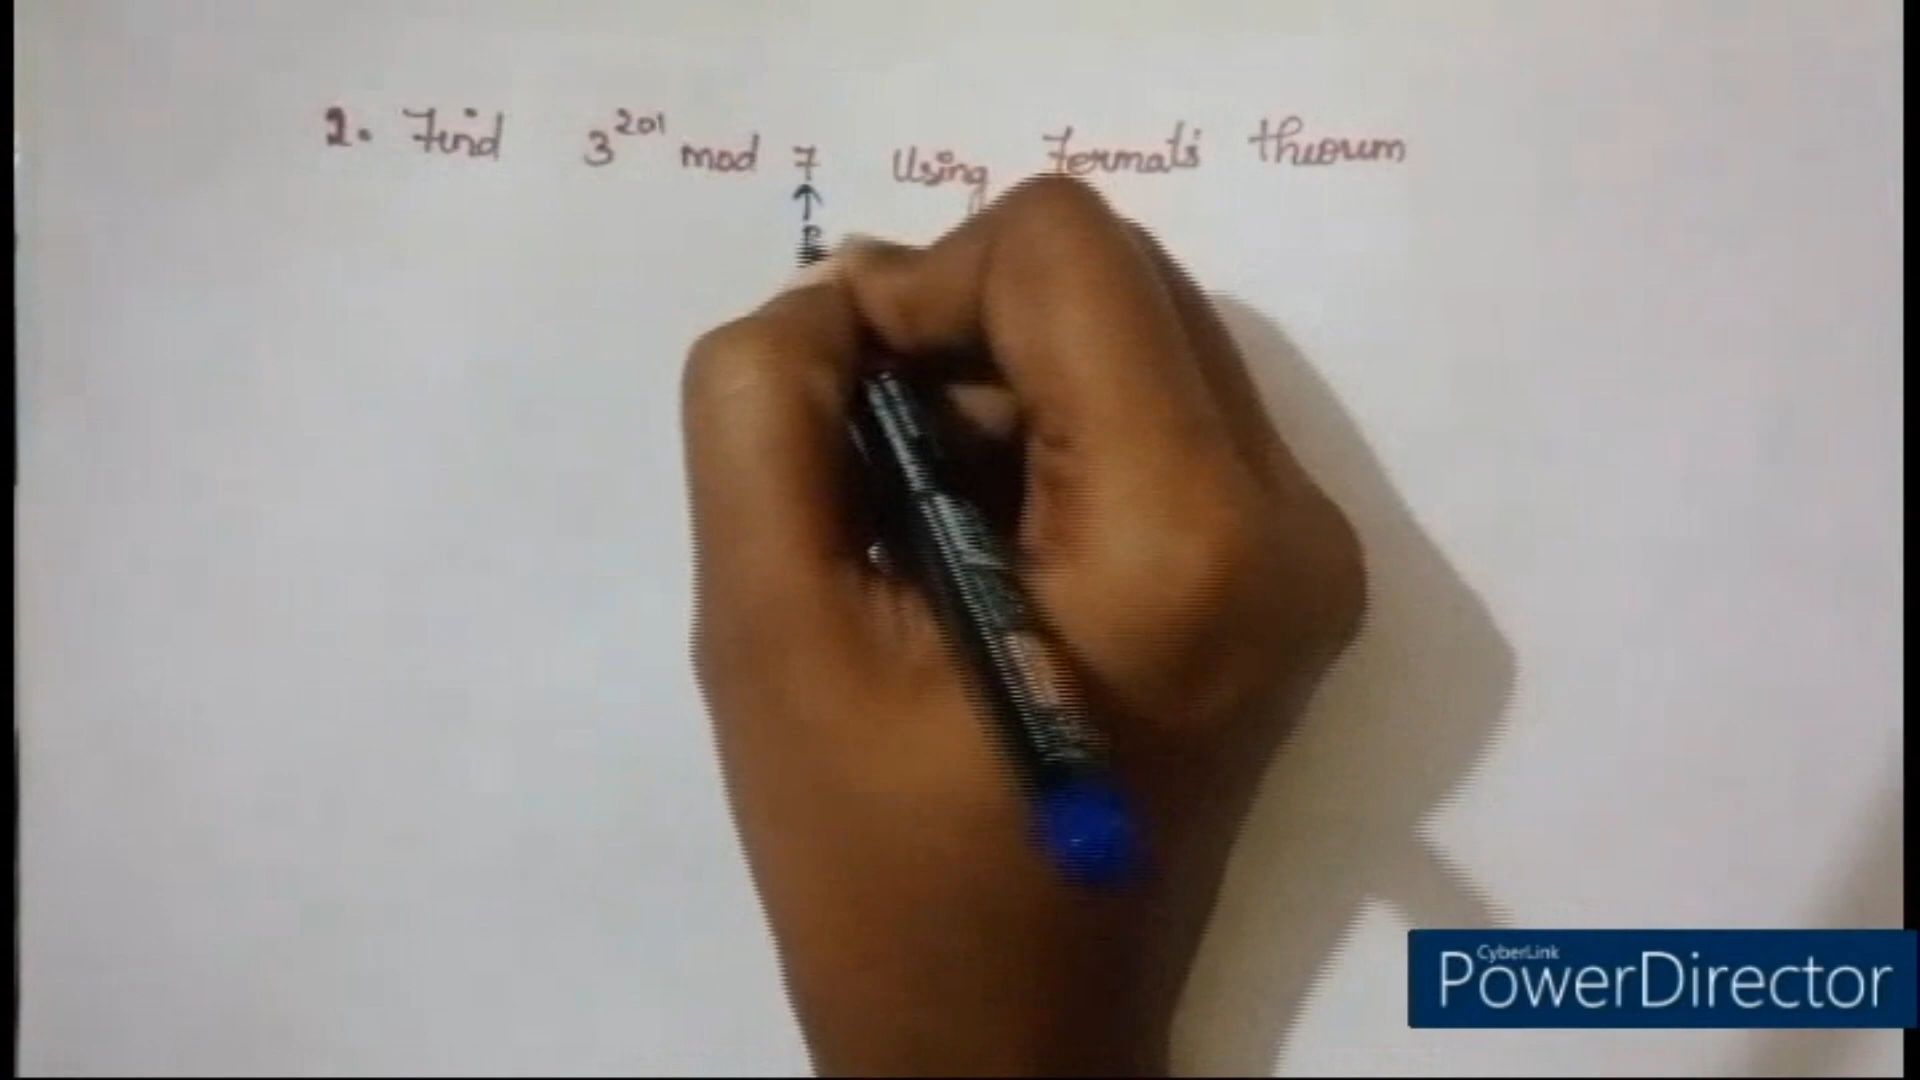 2. Find 3^201 mod 7 Using Fermat's theorem
↑
CyberLink
PowerDirector